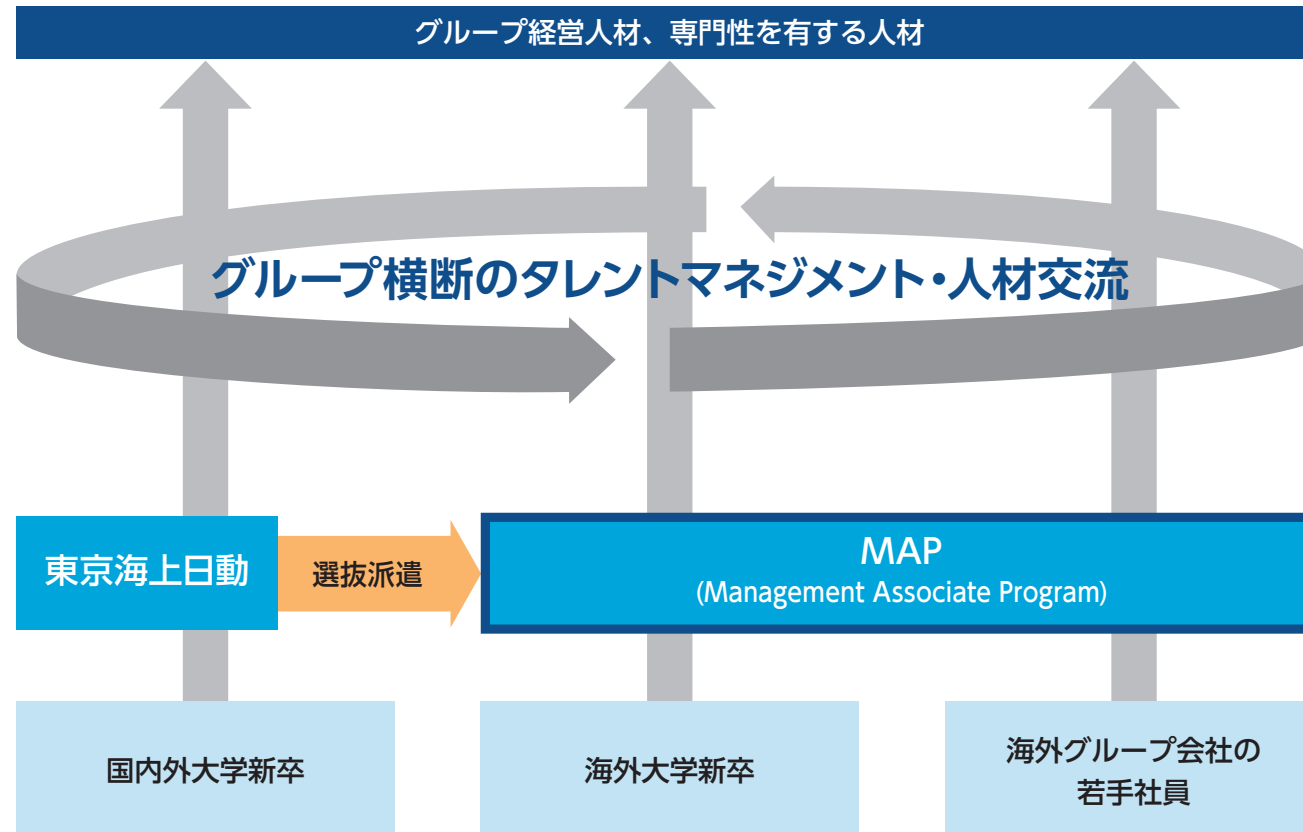 グループ経営人材、専門性を有する人材
グループ横断のタレントマネジメント・人材交流
東京海上日動
選抜派遣
MAP
(Management Associate Program)
国内外大学新卒
海外大学新卒
海外グループ会社の
若手社員